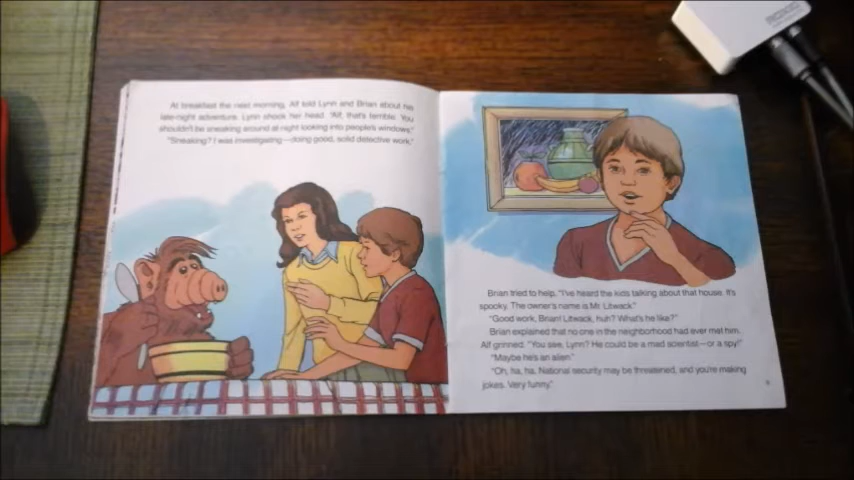 At breakfast the next morning, Alf told Lynn and Brian about his
late-night adventure. Lynn shook her head. "Alf, that's terrible. You
shouldn't be sneaking around at night looking into people's windows."
"Sneaking? I was investigating—doing good, solid detective work."
Brian tried to help. "I've heard the kids talking about that house. It's
spooky. The owner's name is Mr. Litwack."
"Good work, Brian! Litwack, huh? What's he like?"
Brian explained that no one in the neighborhood had ever met him.
Alf grinned. "You see, Lynn? He could be a mad scientist—or a spy!"
"Maybe he's an alien."
"Oh, ha, ha. National security may be threatened, and you're making
jokes. Very funny."